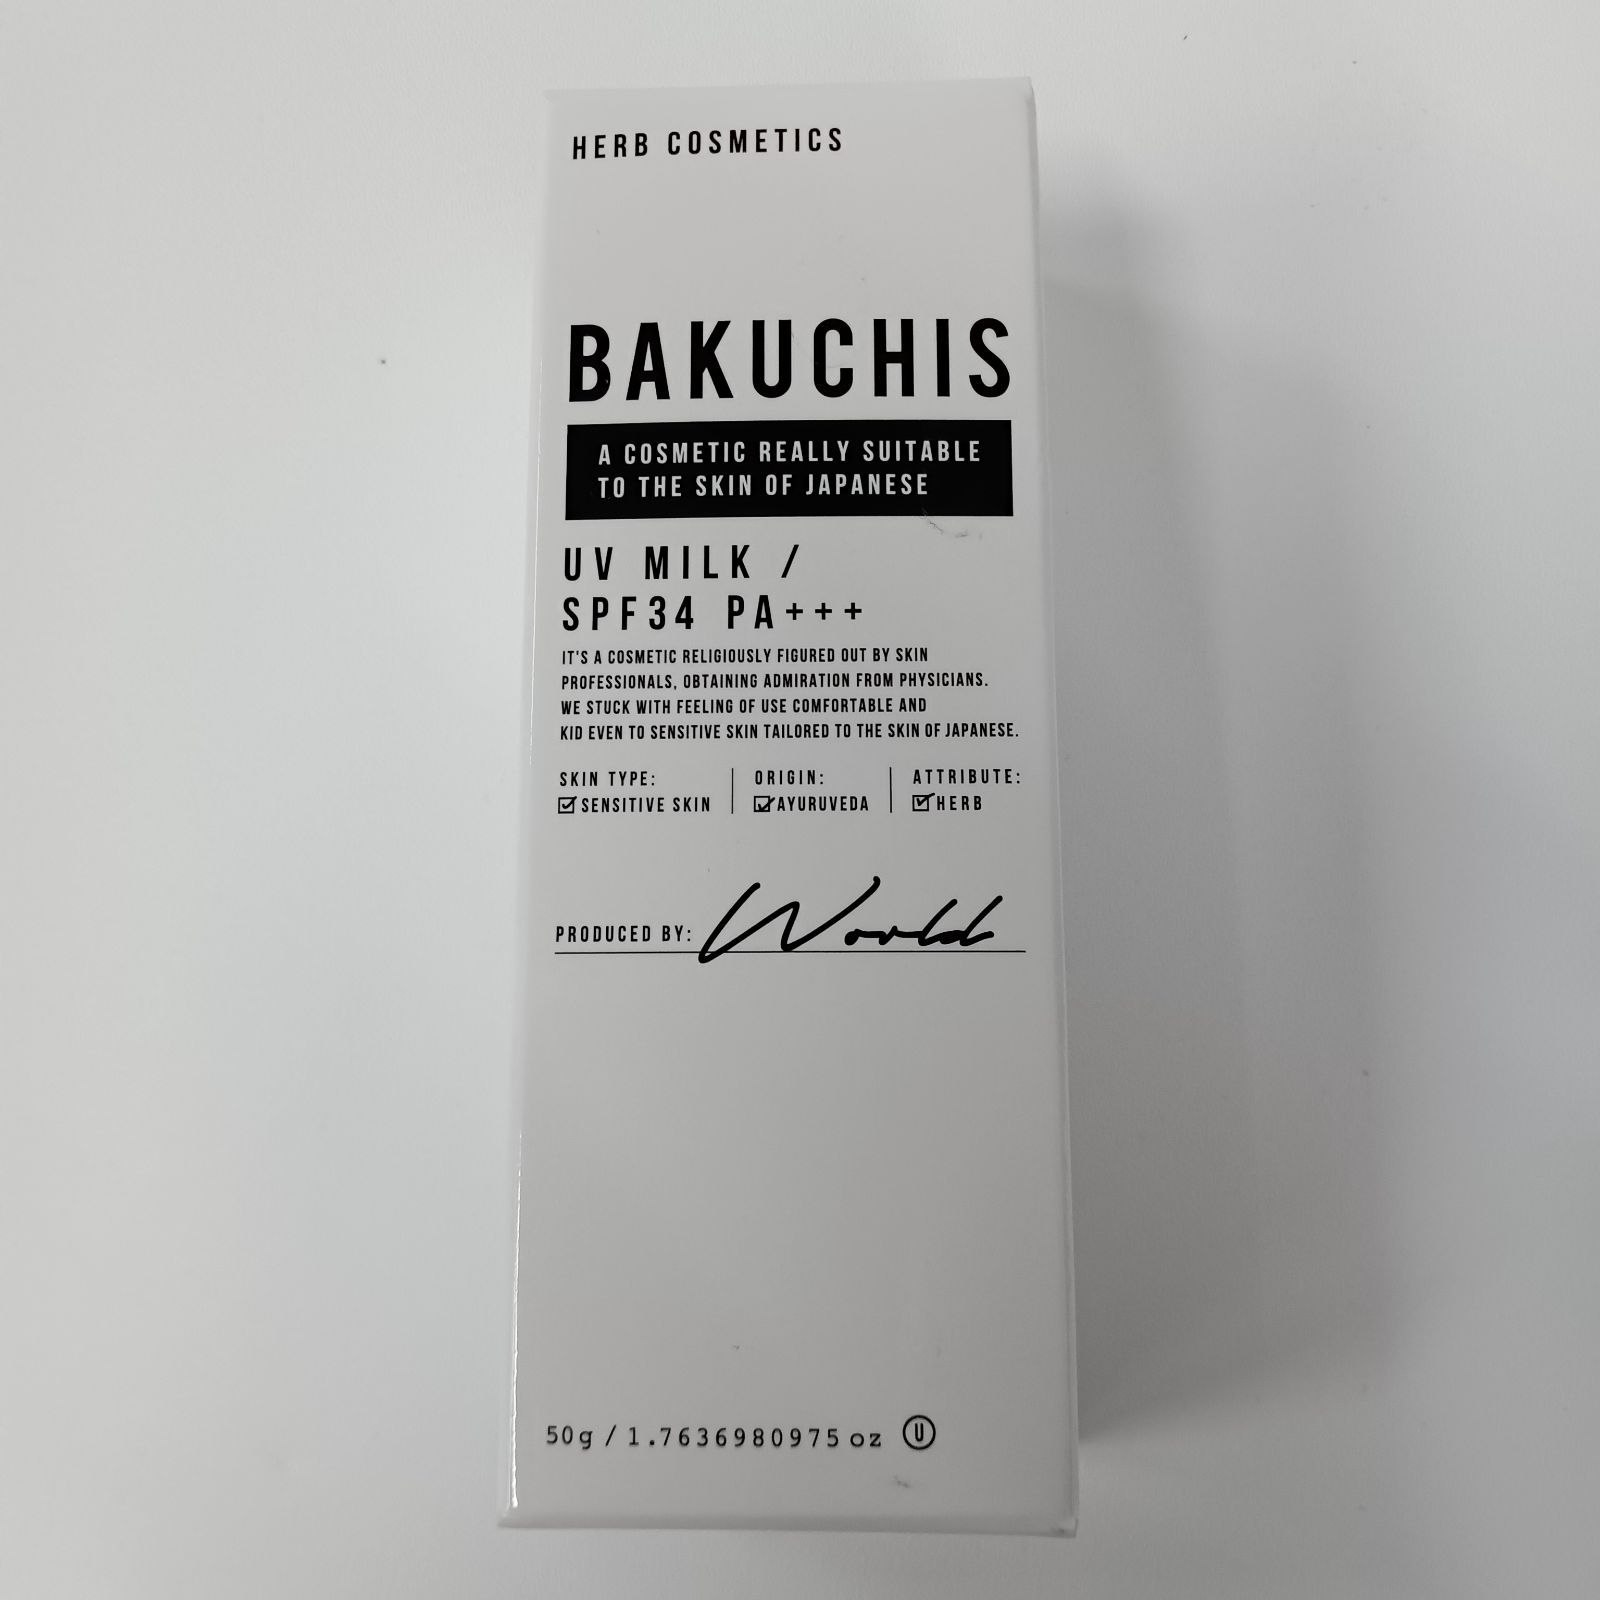 HERB COSMETICS
BAKUCHIS
A COSMETIC REALLY SUITABLE
TO THE SKIN OF JAPANESE
UV MILK /
SPF34 PA+++
IT'S A COSMETIC RELIGIOUSLY FIGURED OUT BY SKIN
PROFESSIONALS, OBTAINING ADMIRATION FROM PHYSICIANS.
WE STUCK WITH FEELING OF USE COMFORTABLE AND
KID EVEN TO SENSITIVE SKIN TAILORED TO THE SKIN OF JAPANESE.
SKIN TYPE: ORIGIN: ATTRIBUTE:
☑SENSITIVE SKIN ☑AYURUVEDA ☑HERB
PRODUCED BY: World
50g / 1.7636980975 oz Ⓤ